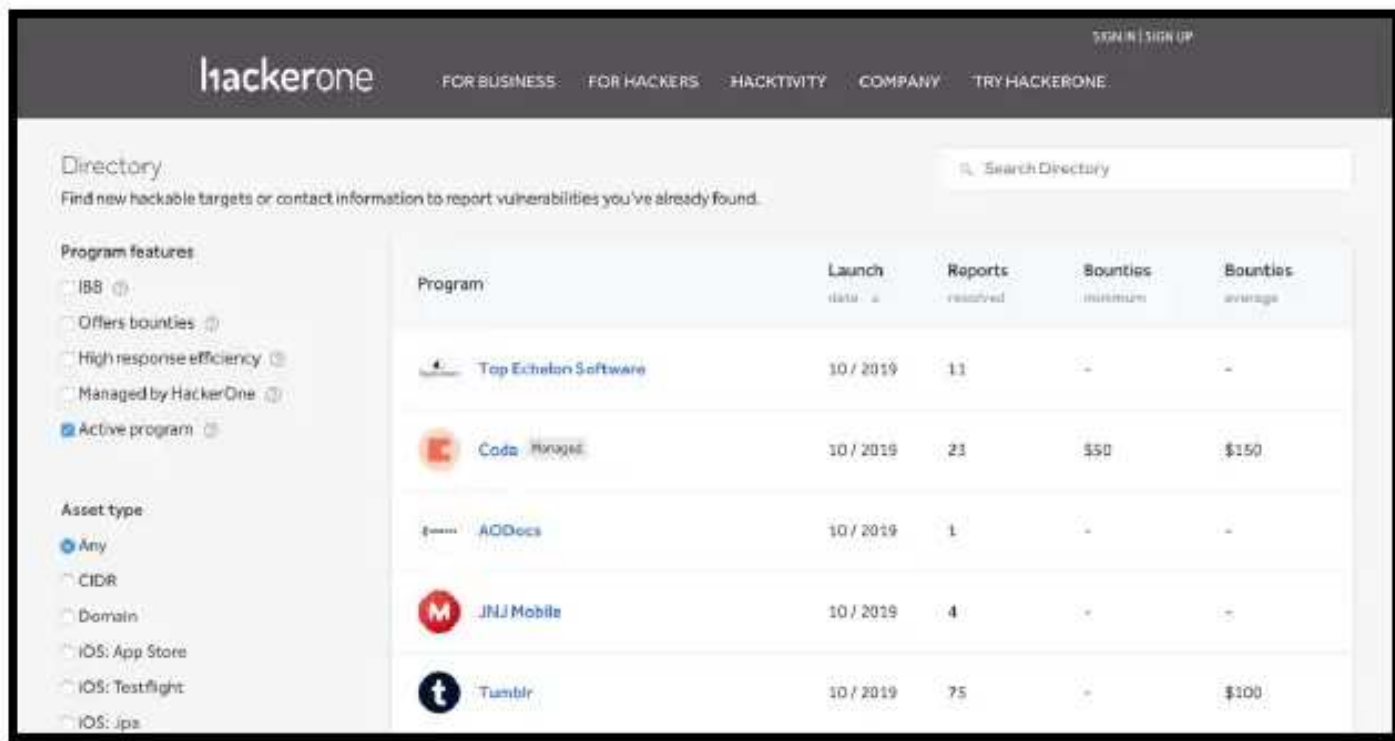 SIGN IN | SIGN UP
hackerone FOR BUSINESS FOR HACKERS HACKTIVITY COMPANY TRY HACKERONE
Directory
Search Directory
Find new hackable targets or contact information to report vulnerabilities you've already found.
Program features
IBB
Offers bounties
High response efficiency
Managed by HackerOne
Active program
Asset type
Any
CIDR
Domain
iOS: App Store
iOS: Testflight
iOS: .ipa
Program Launch Reports Bounties Bounties
date resolved minimum average
Top Echelon Software 10 / 2019 11 - -
Coda Managed 10 / 2019 23 $50 $150
AODocs 10 / 2019 1 - -
M JNJ Mobile 10 / 2019 4 - -
t Tumblr 10 / 2019 75 - $100